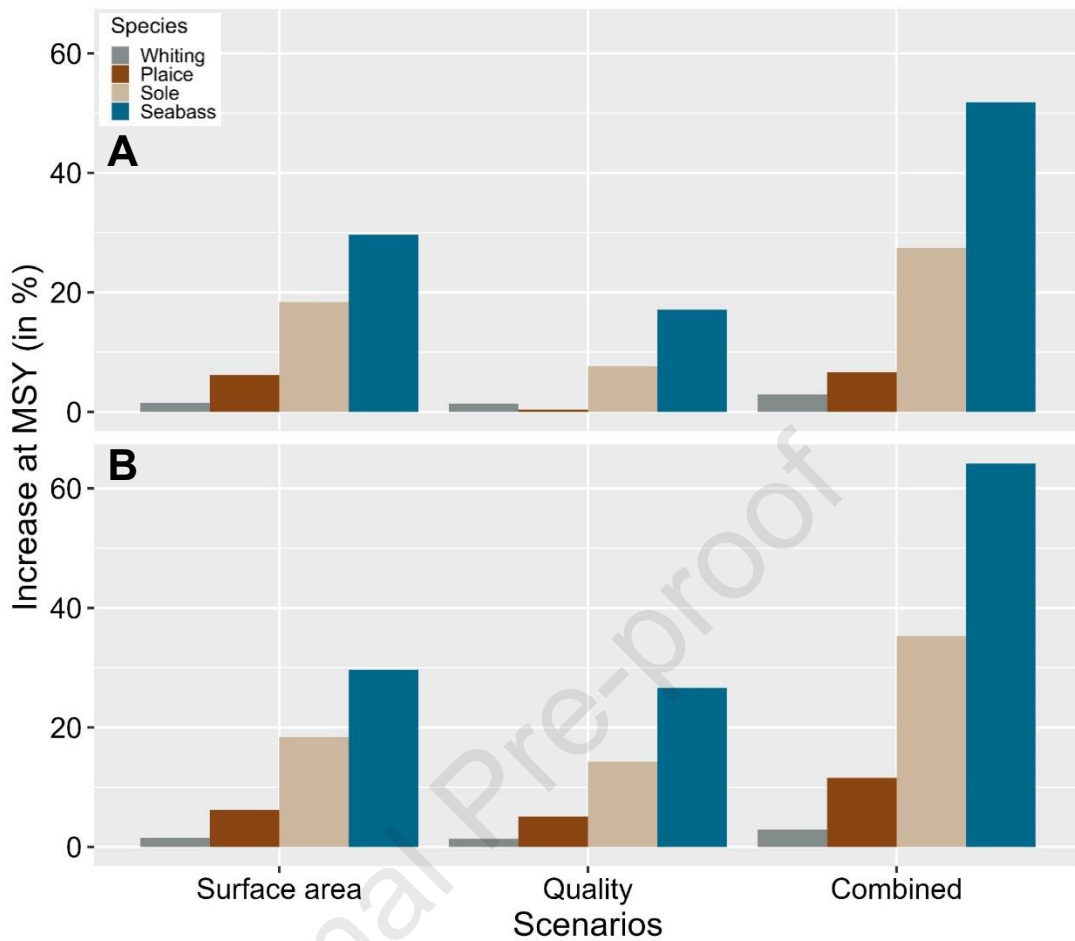 Species
Whiting
Plaice
Sole
Seabass
A
60
40
20
0
Increase at MSY (in %)
B
60
40
20
0
Surface area Quality Combined
Scenarios
nal Pre-proof